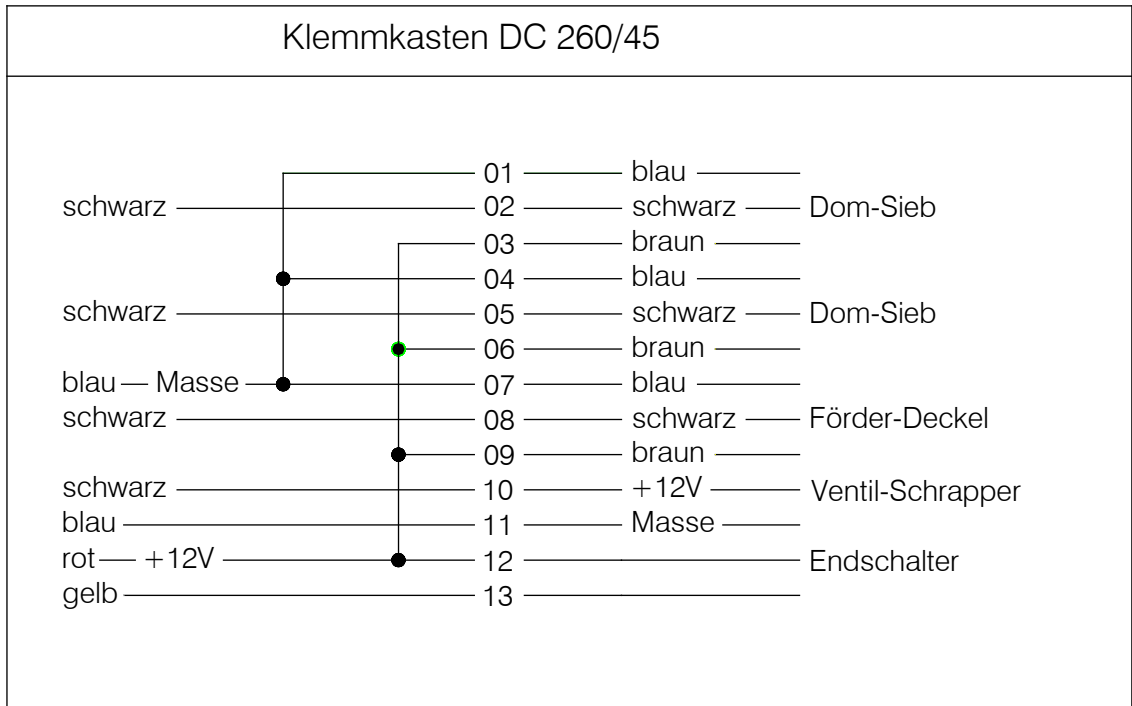 Klemmkasten DC 260/45
01 blau
schwarz 02 schwarz Dom-Sieb
03 braun
04 blau
schwarz 05 schwarz Dom-Sieb
06 braun
blau Masse 07 blau
schwarz 08 schwarz Förder-Deckel
09 braun
schwarz 10 +12V Ventil-Schrapper
blau 11 Masse
rot +12V 12 Endschalter
gelb 13